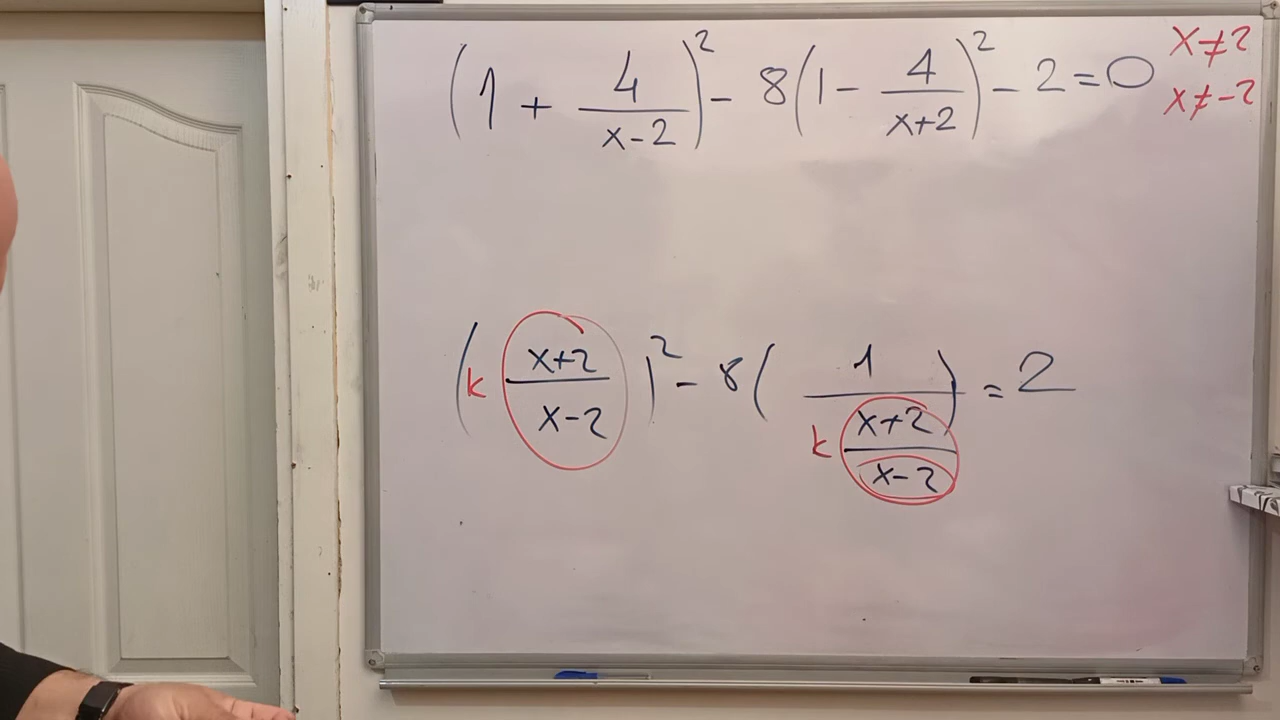 (1 + 4/(x-2))² - 8(1 - 4/(x+2))² - 2 = 0 x≠2
x≠-2
(k (x+2)/(x-2))² - 8(1/(k (x+2)/(x-2))) = 2